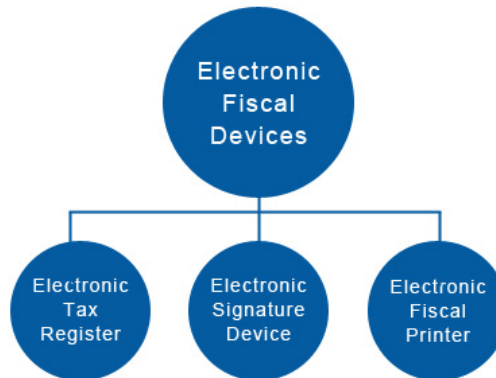 Electronic
Fiscal
Devices
Electronic
Tax
Register
Electronic
Signature
Device
Electronic
Fiscal
Printer